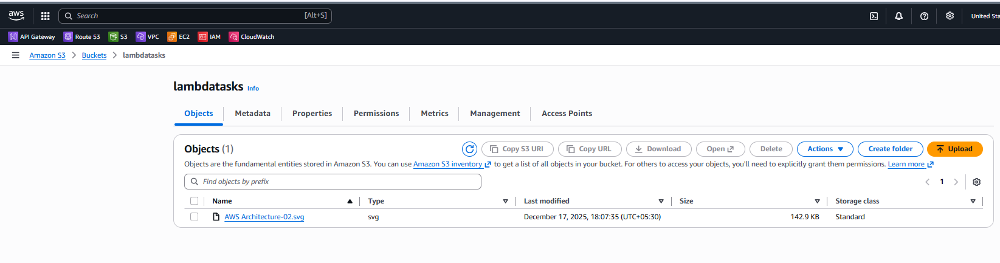 aws Search [Alt+S] United Sta
API Gateway Route 53 S3 VPC EC2 IAM CloudWatch
Amazon S3 > Buckets > lambdatasks
lambdatasks Info
Objects Metadata Properties Permissions Metrics Management Access Points
Objects (1) Copy S3 URI Copy URL Download Open Delete Actions Create folder Upload
Objects are the fundamental entities stored in Amazon S3. You can use Amazon S3 inventory to get a list of all objects in your bucket. For others to access your objects, you'll need to explicitly grant them permissions. Learn more
Find objects by prefix 1
Name Type Last modified Size Storage class
AWS Architecture-02.svg svg December 17, 2025, 18:07:35 (UTC+05:30) 142.9 KB Standard